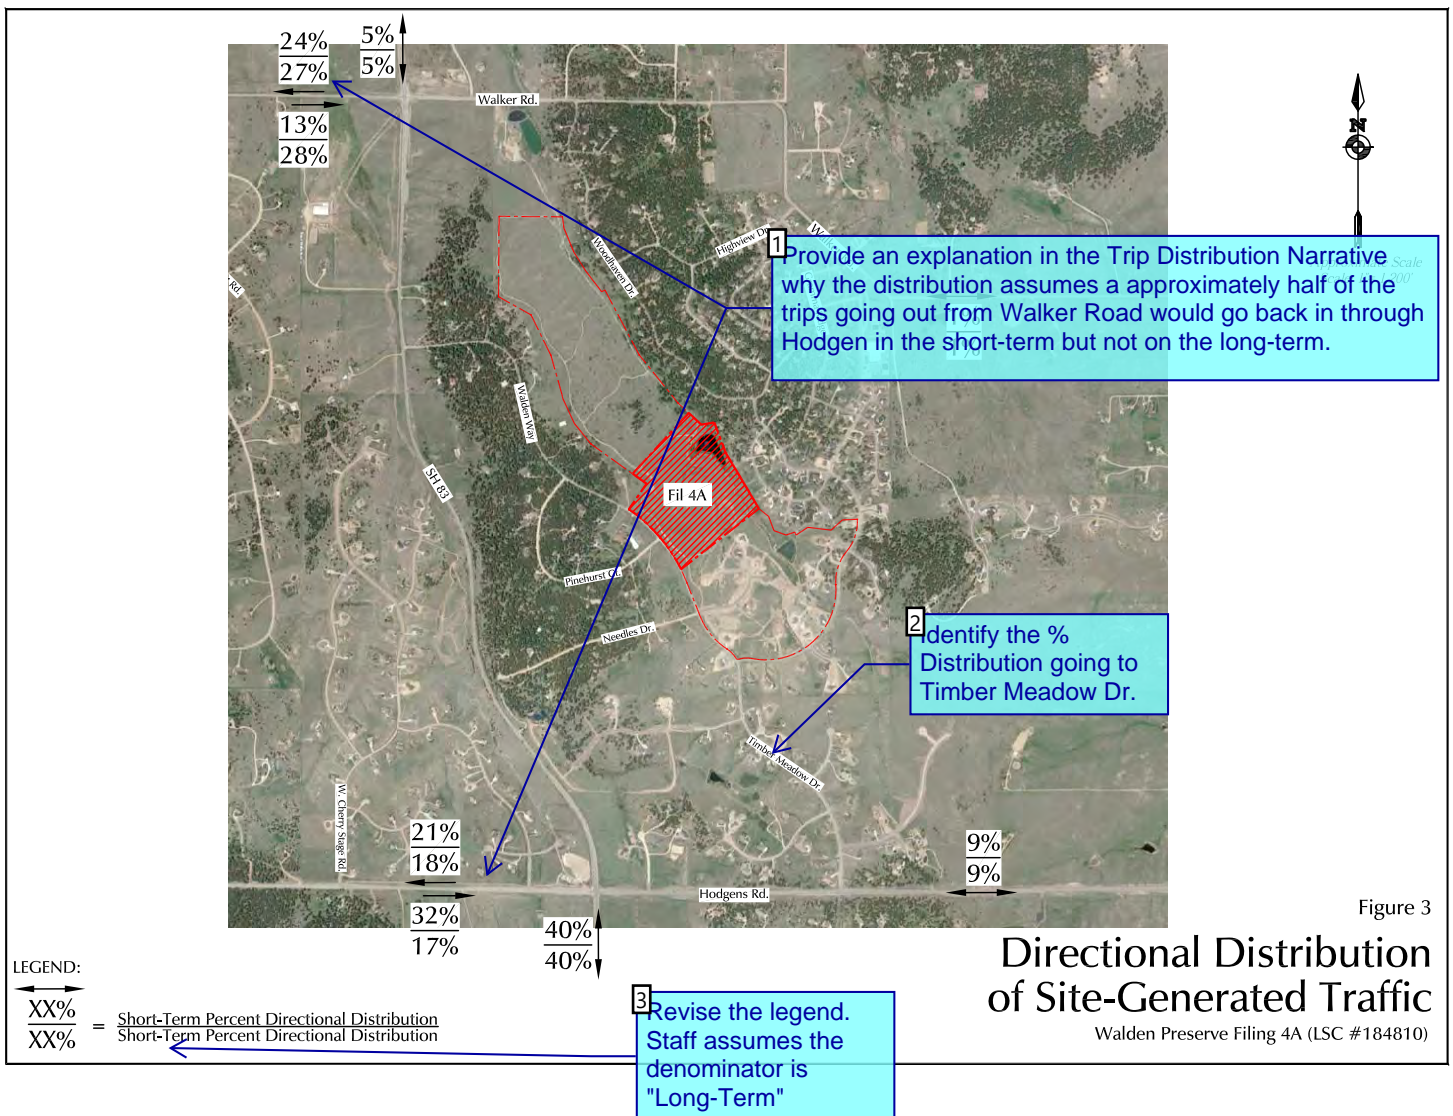 24%
27%
5%
5%
13%
28%
Walker Rd.
N
Highview Dr.
Woodhaven Dr.
Rd.
1
Provide an explanation in the Trip Distribution Narrative
why the distribution assumes a approximately half of the
trips going out from Walker Road would go back in through
Hodgen in the short-term but not on the long-term.
Walden Way
SH 83
Fil 4A
Pinehurst Ci.
Needles Dr.
2
Identify the %
Distribution going to
Timber Meadow Dr.
Timber Meadow Dr.
W. Cherry Stage Rd.
21%
18%
9%
9%
Hodgens Rd.
32%
17%
40%
40%
Figure 3
Directional Distribution
of Site-Generated Traffic
Walden Preserve Filing 4A (LSC #184810)
LEGEND:
XX%
XX%
= Short-Term Percent Directional Distribution
Short-Term Percent Directional Distribution
3
Revise the legend.
Staff assumes the
denominator is
"Long-Term"